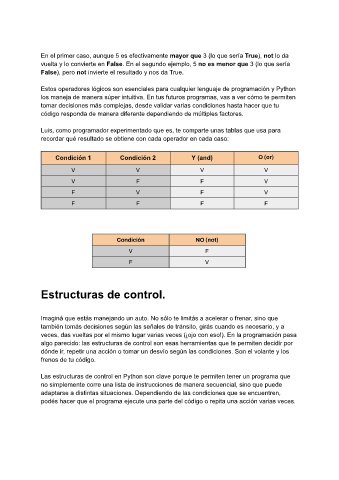 En el primer caso, aunque 5 es efectivamente mayor que 3 (lo que sería True), not lo da
vuelta y lo convierte en False. En el segundo ejemplo, 5 no es menor que 3 (lo que sería
False), pero not invierte el resultado y nos da True.
Estos operadores lógicos son esenciales para cualquier lenguaje de programación y Python
los maneja de manera súper intuitiva. En tus futuros programas, vas a ver cómo te permiten
tomar decisiones más complejas, desde validar varias condiciones hasta hacer que tu
código responda de manera diferente dependiendo de múltiples factores.
Luis, como programador experimentado que es, te comparte unas tablas que usa para
recordar qué resultado se obtiene con cada operador en cada caso:
Condición 1 Condición 2 Y (and) O (or)
V V V V
V F F V
F V F V
F F F F
Condición NO (not)
V F
F V
Estructuras de control.
Imaginá que estás manejando un auto. No sólo te limitás a acelerar o frenar, sino que
también tomás decisiones según las señales de tránsito, girás cuando es necesario, y a
veces, das vueltas por el mismo lugar varias veces (¡ojo con eso!). En la programación pasa
algo parecido: las estructuras de control son esas herramientas que te permiten decidir por
dónde ir, repetir una acción o tomar un desvío según las condiciones. Son el volante y los
frenos de tu código.
Las estructuras de control en Python son clave porque te permiten tener un programa que
no simplemente corre una lista de instrucciones de manera secuencial, sino que puede
adaptarse a distintas situaciones. Dependiendo de las condiciones que se encuentren,
podés hacer que el programa ejecute una parte del código o repita una acción varias veces.